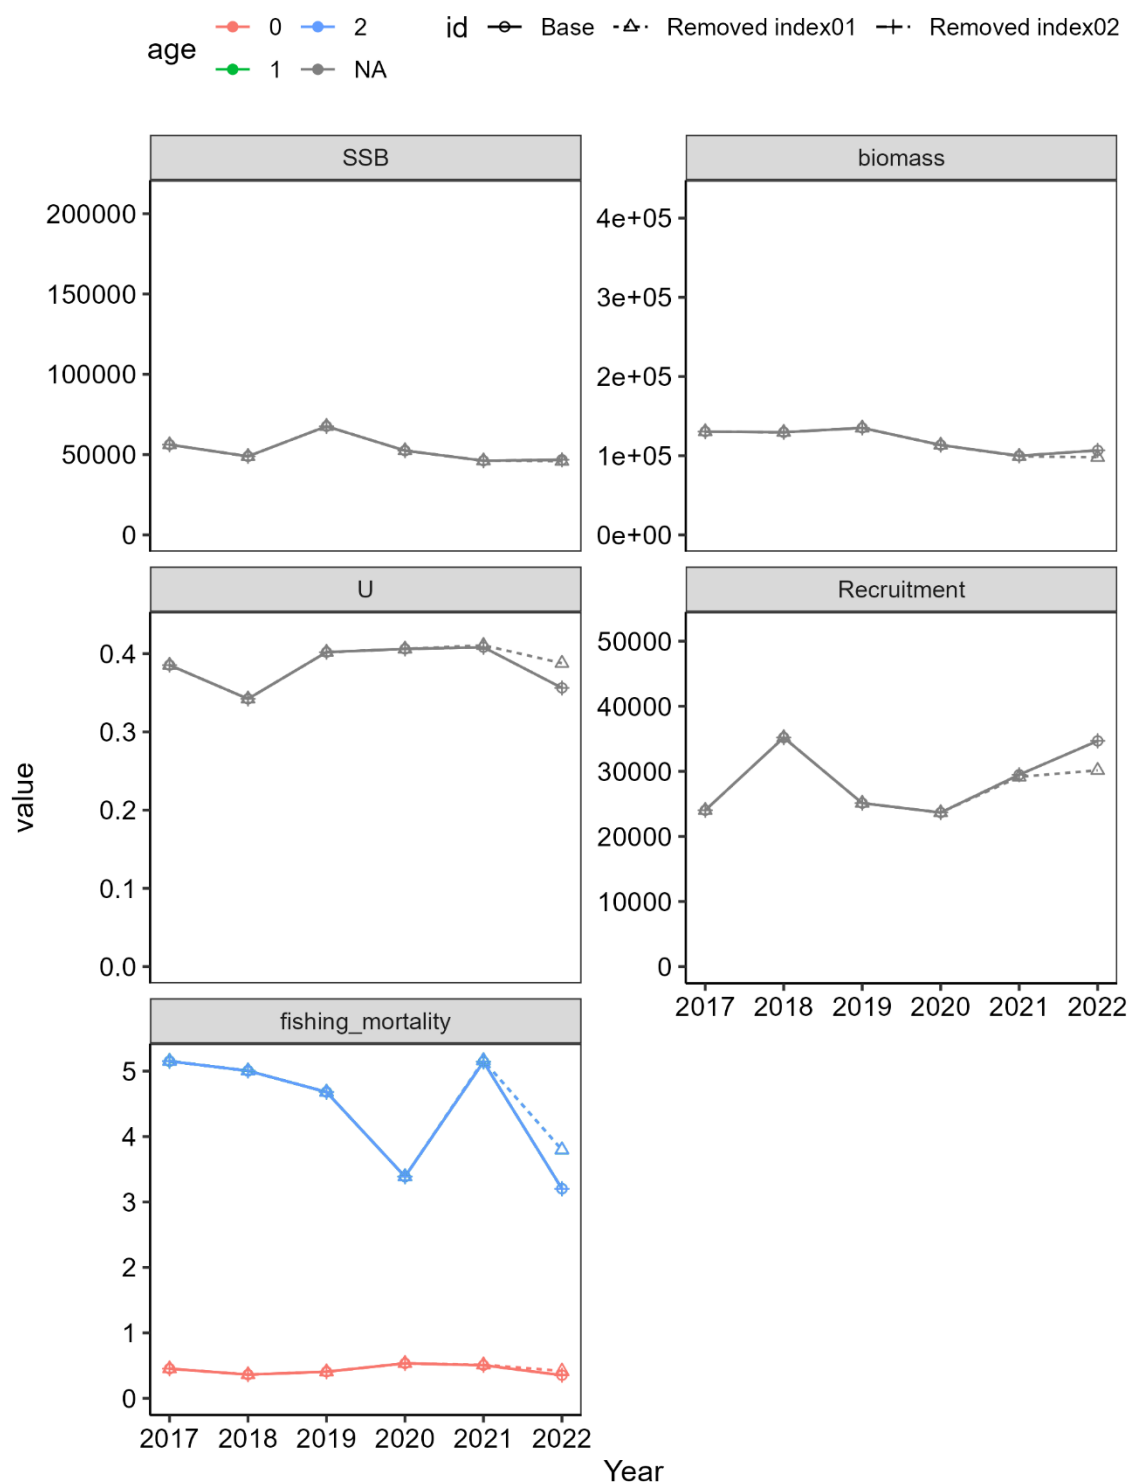 age
0
2
1
NA
id
Base
Removed index01
Removed index02
SSB
biomass
200000
150000
100000
50000
0
4e+05
3e+05
2e+05
1e+05
0e+00
U
Recruitment
0.4
0.3
0.2
0.1
0.0
50000
40000
30000
20000
10000
0
2017 2018 2019 2020 2021 2022
value
fishing_mortality
5
4
3
2
1
0
2017 2018 2019 2020 2021 2022
Year